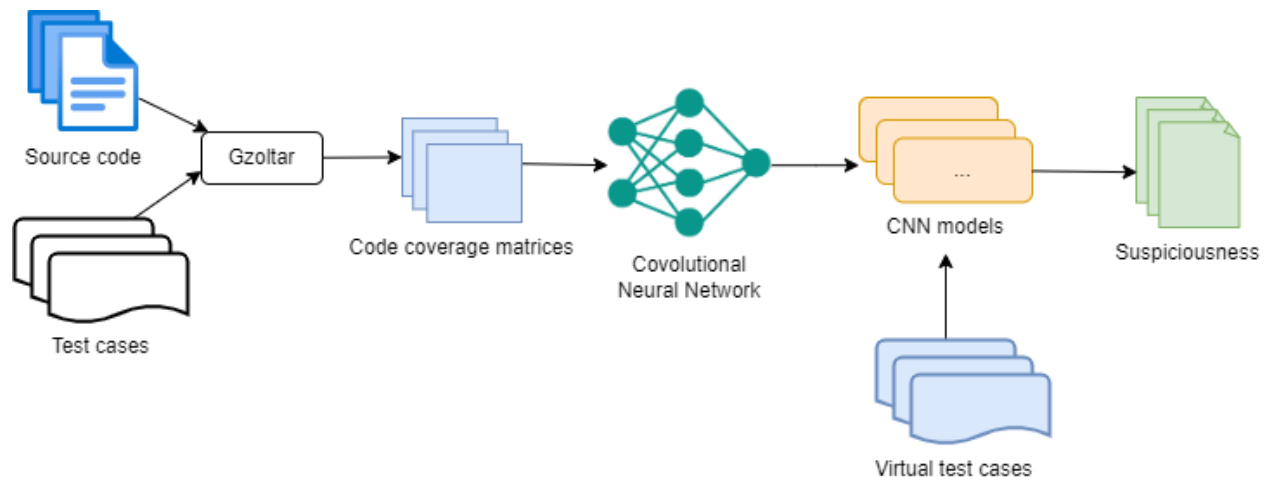 Source code
Gzoltar
Test cases
Code coverage matrices
Covolutional
Neural Network
...
CNN models
Suspiciousness
Virtual test cases